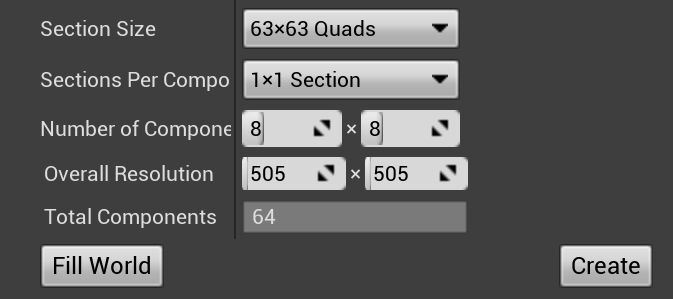 Section Size 63×63 Quads
Sections Per Compo 1×1 Section
Number of Compone 8 × 8
Overall Resolution 505 × 505
Total Components 64
Fill World Create